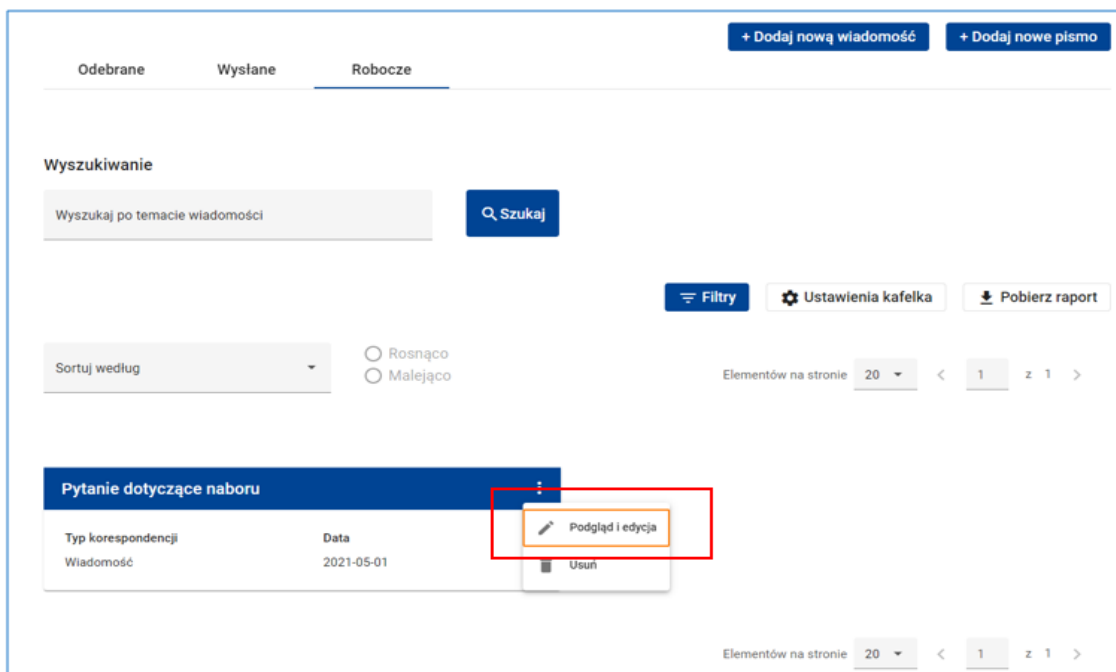 + Dodaj nową wiadomość
+ Dodaj nowe pismo
Odebrane Wysłane Robocze
Wyszukiwanie
Wyszukaj po temacie wiadomości
Szukaj
Filtry
Ustawienia kafelka
Pobierz raport
Sortuj według
Rosnąco
Malejąco
Elementów na stronie 20 < 1 z 1 >
Pytanie dotyczące naboru
Typ korespondencji
Wiadomość
Data
2021-05-01
Podgląd i edycja
Usuń
Elementów na stronie 20 < 1 z 1 >